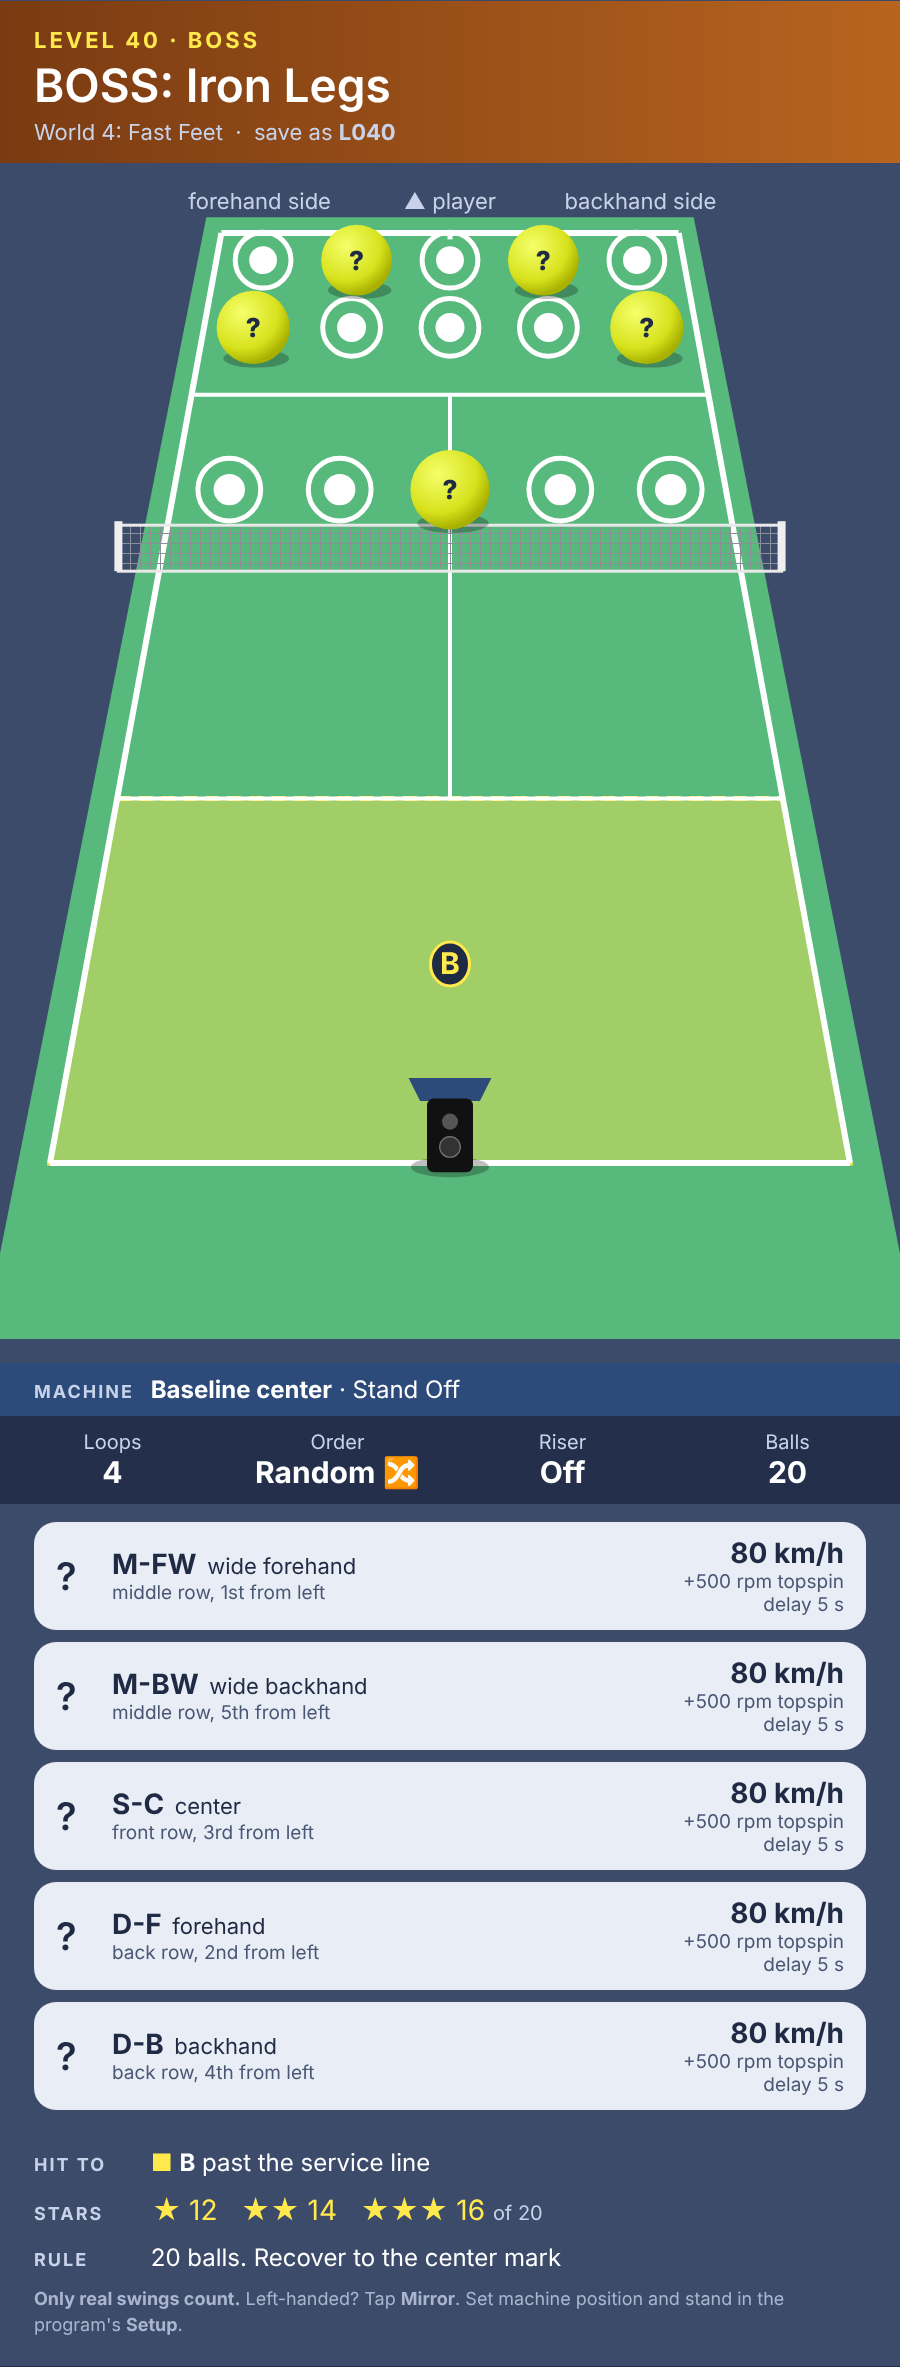 LEVEL 40 · BOSS
BOSS: Iron Legs
World 4: Fast Feet · save as L040
forehand side ▲ player backhand side
? ?
? ?
?
B
MACHINE Baseline center · Stand Off
Loops Order Riser Balls
4 Random 🔀 Off 20
? M-FW wide forehand 80 km/h
middle row, 1st from left +500 rpm topspin
delay 5 s
? M-BW wide backhand 80 km/h
middle row, 5th from left +500 rpm topspin
delay 5 s
? S-C center 80 km/h
front row, 3rd from left +500 rpm topspin
delay 5 s
? D-F forehand 80 km/h
back row, 2nd from left +500 rpm topspin
delay 5 s
? D-B backhand 80 km/h
back row, 4th from left +500 rpm topspin
delay 5 s
HIT TO B past the service line
STARS ★ 12 ★★ 14 ★★★ 16 of 20
RULE 20 balls. Recover to the center mark
Only real swings count. Left-handed? Tap Mirror. Set machine position and stand in the
program's Setup.